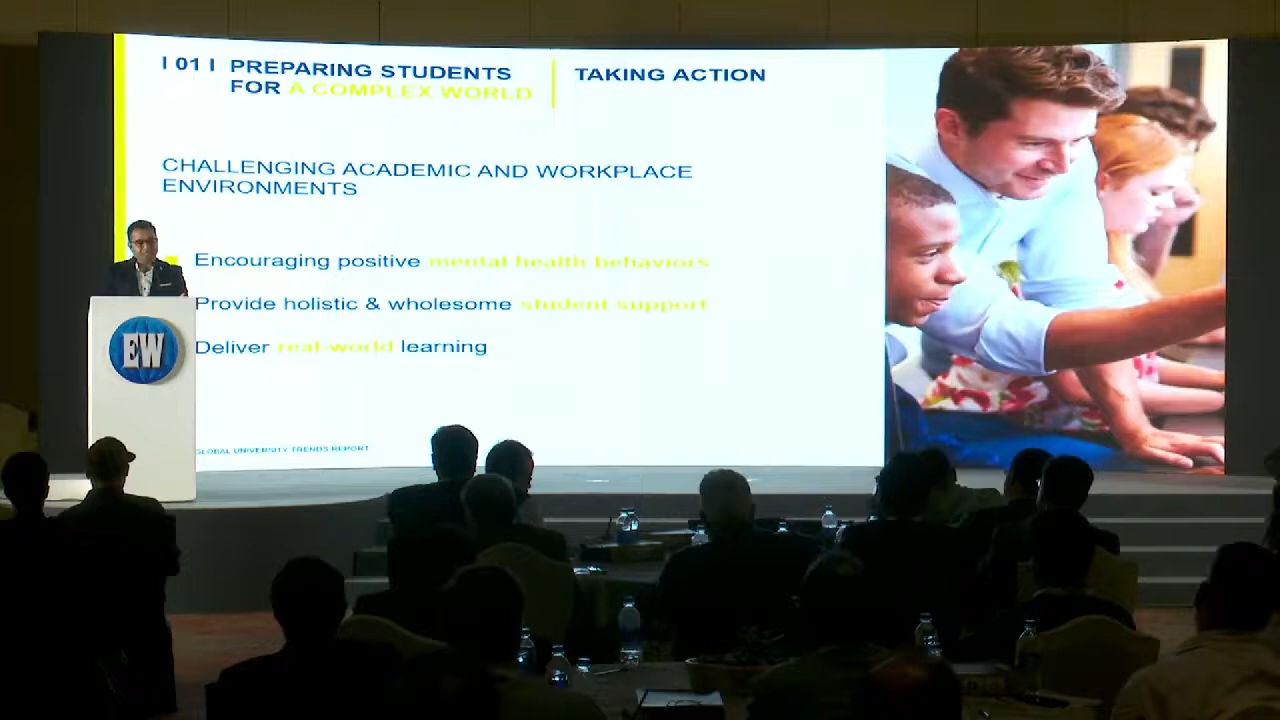 I 01 I PREPARING STUDENTS
FOR A COMPLEX WORLD
TAKING ACTION
CHALLENGING ACADEMIC AND WORKPLACE
ENVIRONMENTS
Encouraging positive mental health behaviors
Provide holistic & wholesome student support
Deliver real-world learning
EW
GLOBAL UNIVERSITY TRENDS REPORT